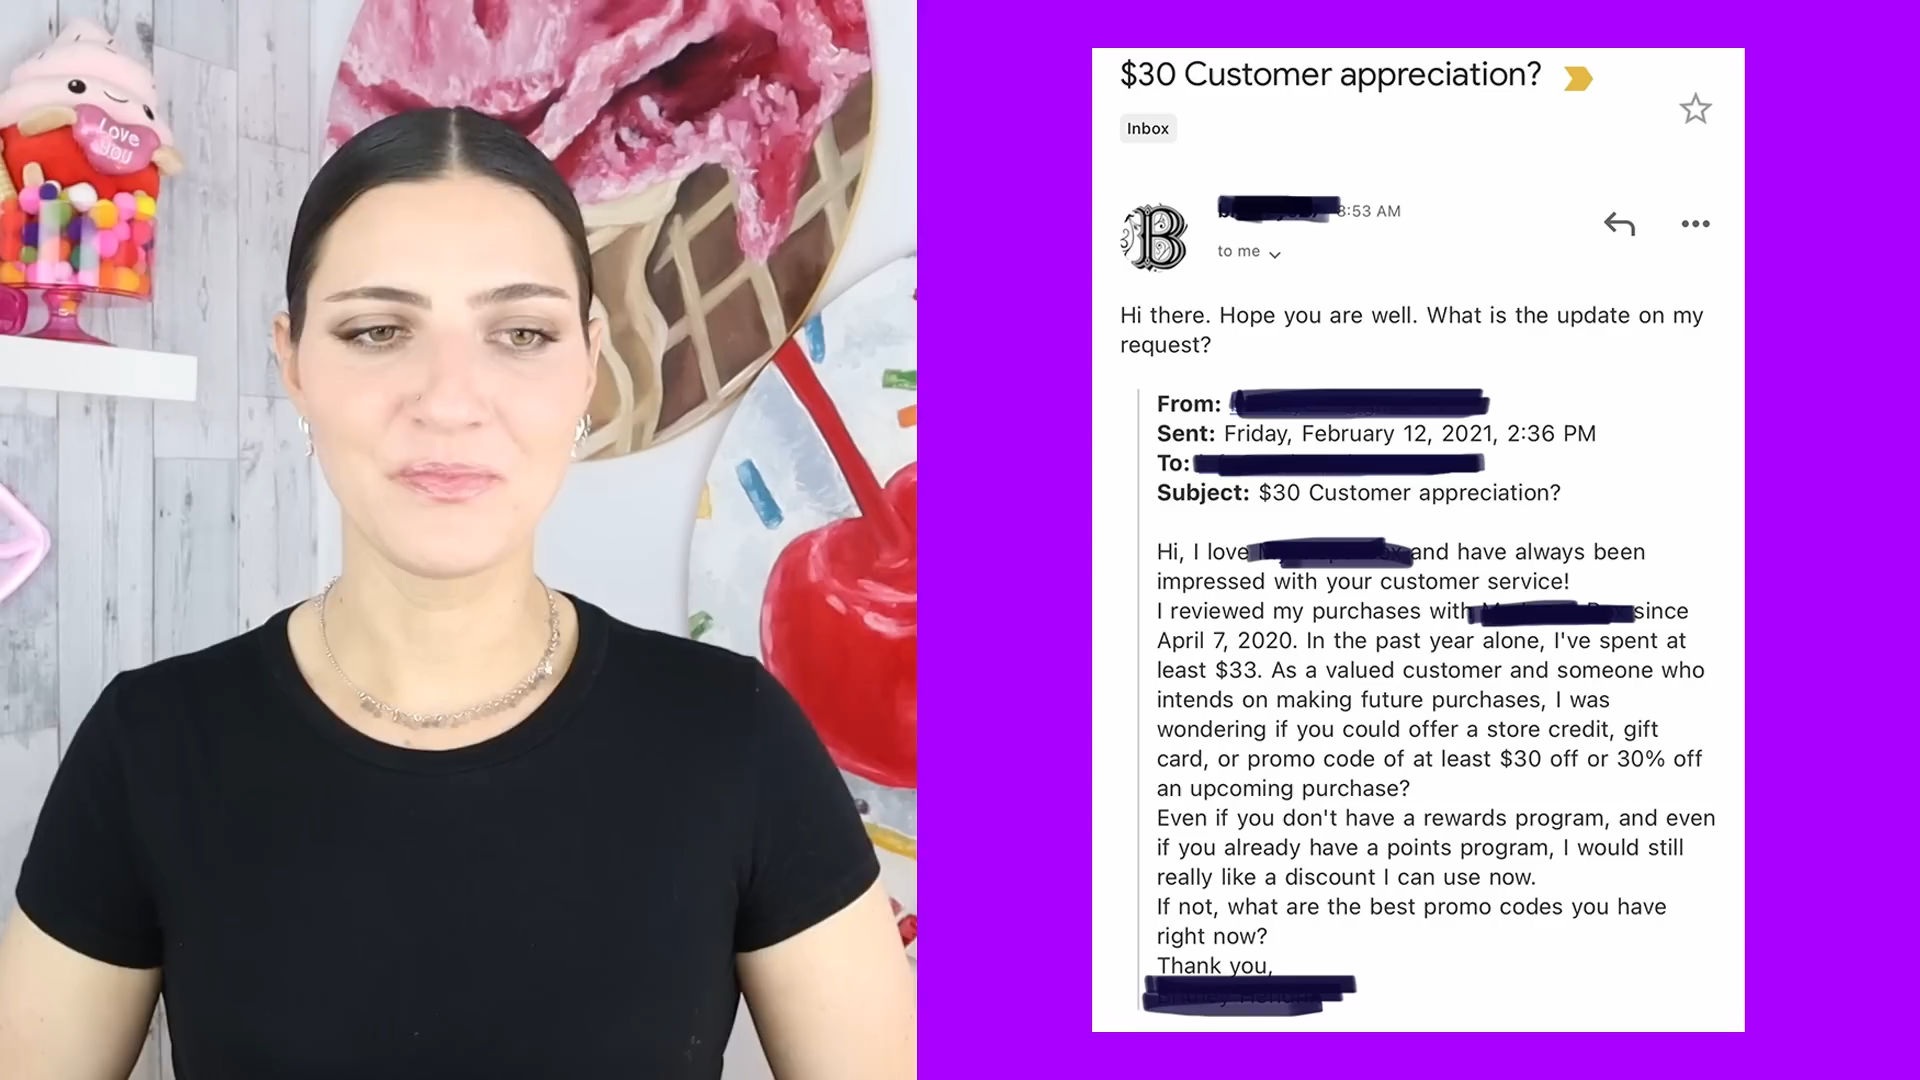 Love
you
$30 Customer appreciation?
Inbox
B
8:53 AM
to me
Hi there. Hope you are well. What is the update on my
request?
From:
Sent: Friday, February 12, 2021, 2:36 PM
To:
Subject: $30 Customer appreciation?
Hi, I love and have always been
impressed with your customer service!
I reviewed my purchases with since
April 7, 2020. In the past year alone, I've spent at
least $33. As a valued customer and someone who
intends on making future purchases, I was
wondering if you could offer a store credit, gift
card, or promo code of at least $30 off or 30% off
an upcoming purchase?
Even if you don't have a rewards program, and even
if you already have a points program, I would still
really like a discount I can use now.
If not, what are the best promo codes you have
right now?
Thank you,